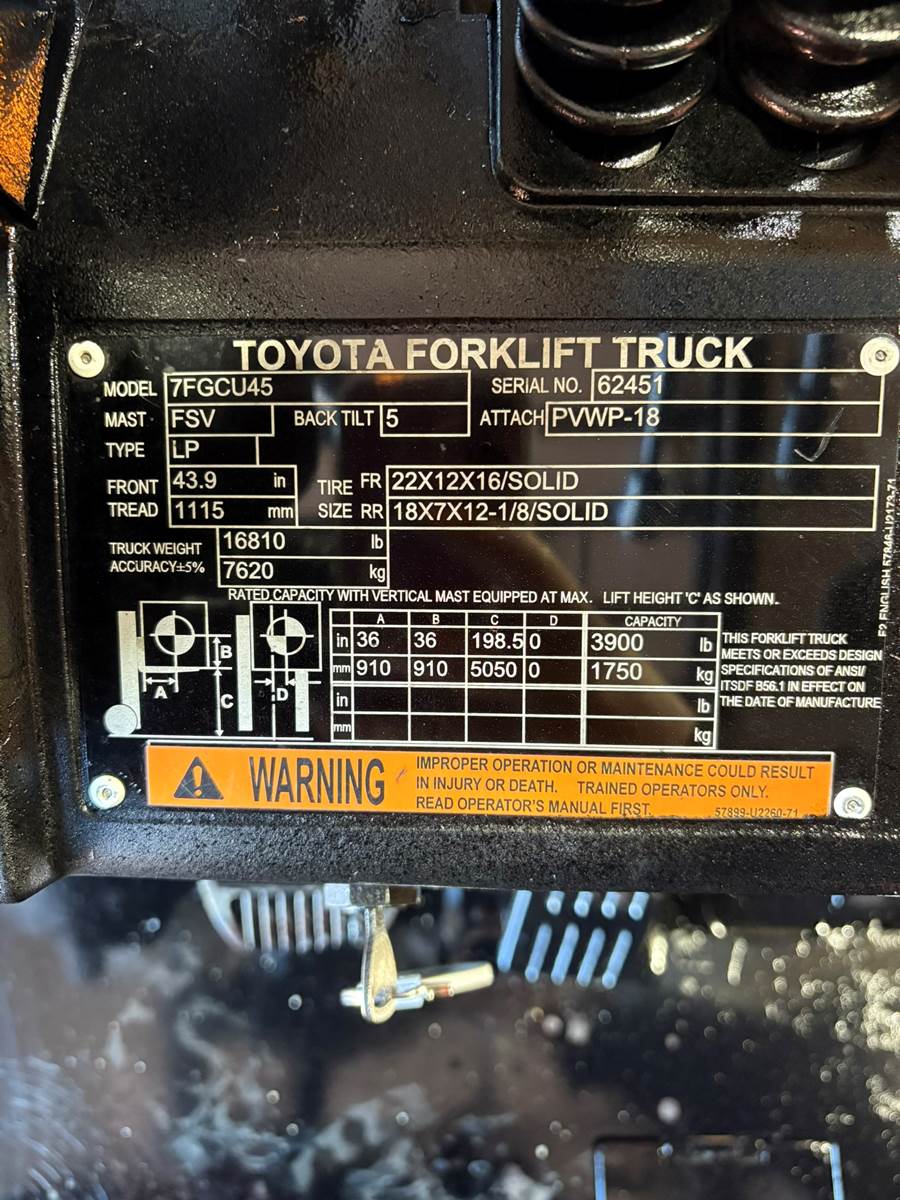 TOYOTA FORKLIFT TRUCK
MODEL 7FGCU45 SERIAL NO. 62451
MAST FSV BACK TILT 5 ATTACH PVWP-18
TYPE LP
FRONT TREAD 43.9 in TIRE SIZE FR 22X12X16/SOLID
1115 mm RR 18X7X12-1/8/SOLID
TRUCK WEIGHT 16810 lb
ACCURACY±5% 7620 kg
RATED CAPACITY WITH VERTICAL MAST EQUIPPED AT MAX. LIFT HEIGHT "C" AS SHOWN.
A B C D
A B C D CAPACITY
in 36 36 198.5 0 3900 lb
mm 910 910 5050 0 1750 kg
in lb
mm kg
THIS FORKLIFT TRUCK
MEETS OR EXCEEDS DESIGN
SPECIFICATIONS OF ANSI/
ITSDF B56.1 IN EFFECT ON
THE DATE OF MANUFACTURE
WARNING
IMPROPER OPERATION OR MAINTENANCE COULD RESULT
IN INJURY OR DEATH. TRAINED OPERATORS ONLY.
READ OPERATOR'S MANUAL FIRST.
57899-U2260-71
ENGLISH 57846-U2173-71